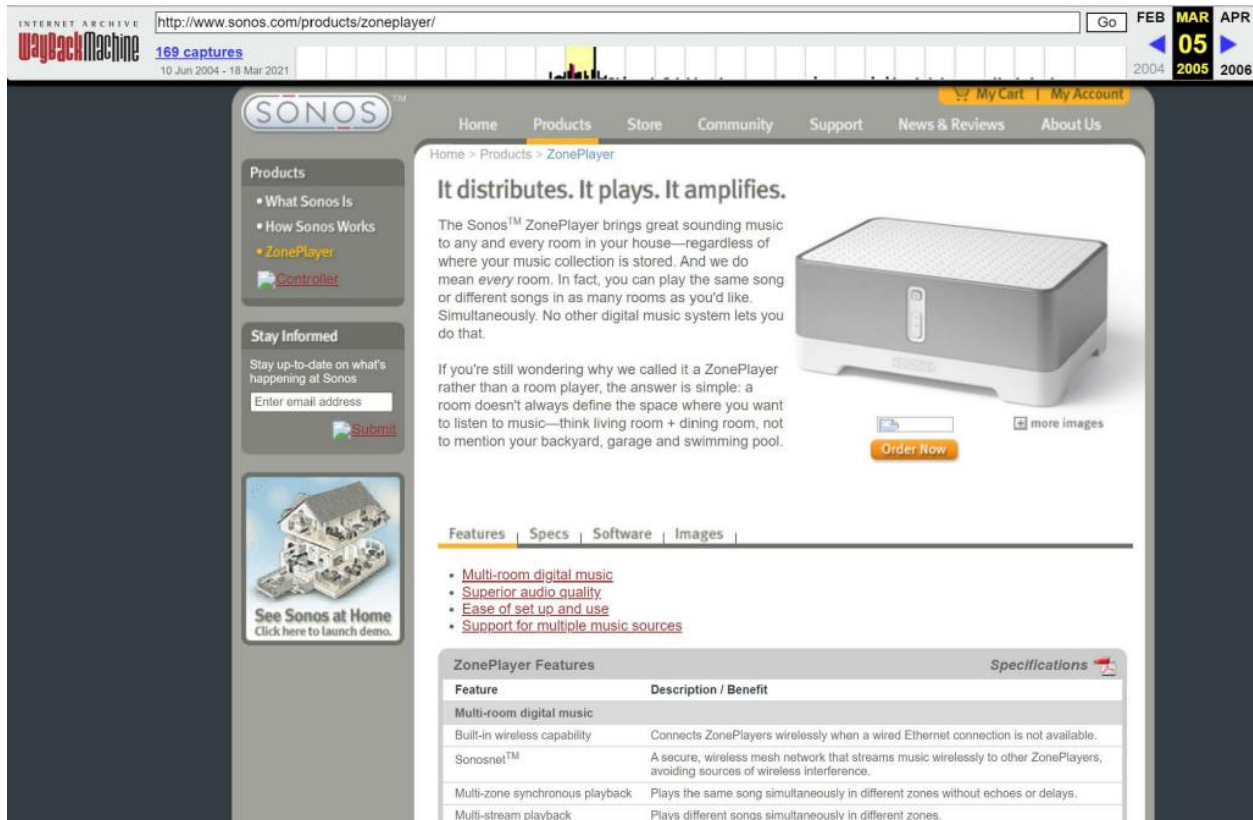 INTERNET ARCHIVE
WayBackMachine
http://www.sonos.com/products/zoneplayer/
Go
169 captures
10 Jun 2004 - 18 Mar 2021
FEB MAR APR
05
2004 2005 2006
SONOS™
My Cart | My Account
Home Products Store Community Support News & Reviews About Us
Home > Products > ZonePlayer
Products
• What Sonos Is
• How Sonos Works
• ZonePlayer
Controller
Stay Informed
Stay up-to-date on what's
happening at Sonos
Enter email address
Submit
See Sonos at Home
Click here to launch demo.
It distributes. It plays. It amplifies.
The Sonos™ ZonePlayer brings great sounding music
to any and every room in your house—regardless of
where your music collection is stored. And we do
mean every room. In fact, you can play the same song
or different songs in as many rooms as you'd like.
Simultaneously. No other digital music system lets you
do that.
If you're still wondering why we called it a ZonePlayer
rather than a room player, the answer is simple: a
room doesn't always define the space where you want
to listen to music—think living room + dining room, not
to mention your backyard, garage and swimming pool.
SONOS
more images
Order Now
Features | Specs | Software | Images |
• Multi-room digital music
• Superior audio quality
• Ease of set up and use
• Support for multiple music sources
ZonePlayer Features Specifications
Feature Description / Benefit
Multi-room digital music
Built-in wireless capability Connects ZonePlayers wirelessly when a wired Ethernet connection is not available.
Sonosnet™ A secure, wireless mesh network that streams music wirelessly to other ZonePlayers,
avoiding sources of wireless interference.
Multi-zone synchronous playback Plays the same song simultaneously in different zones without echoes or delays.
Multi-stream playback Plays different songs simultaneously in different zones.